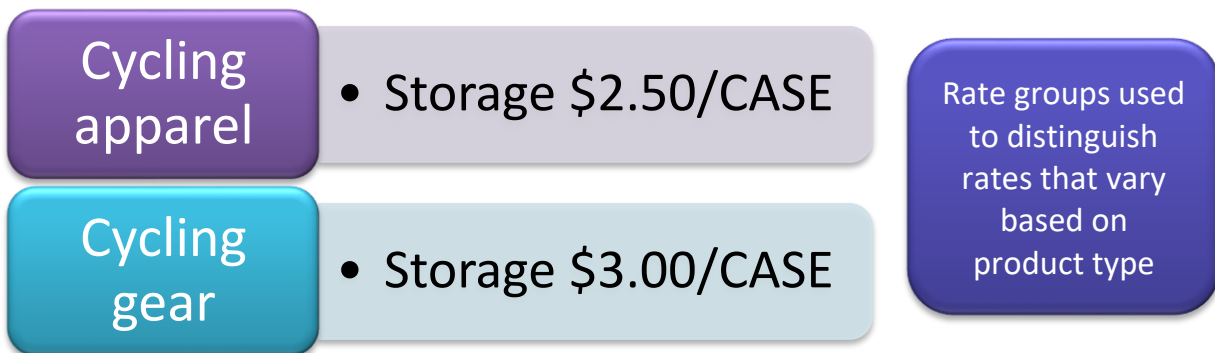 Cycling
apparel
• Storage $2.50/CASE
Cycling
gear
• Storage $3.00/CASE
Rate groups used
to distinguish
rates that vary
based on
product type